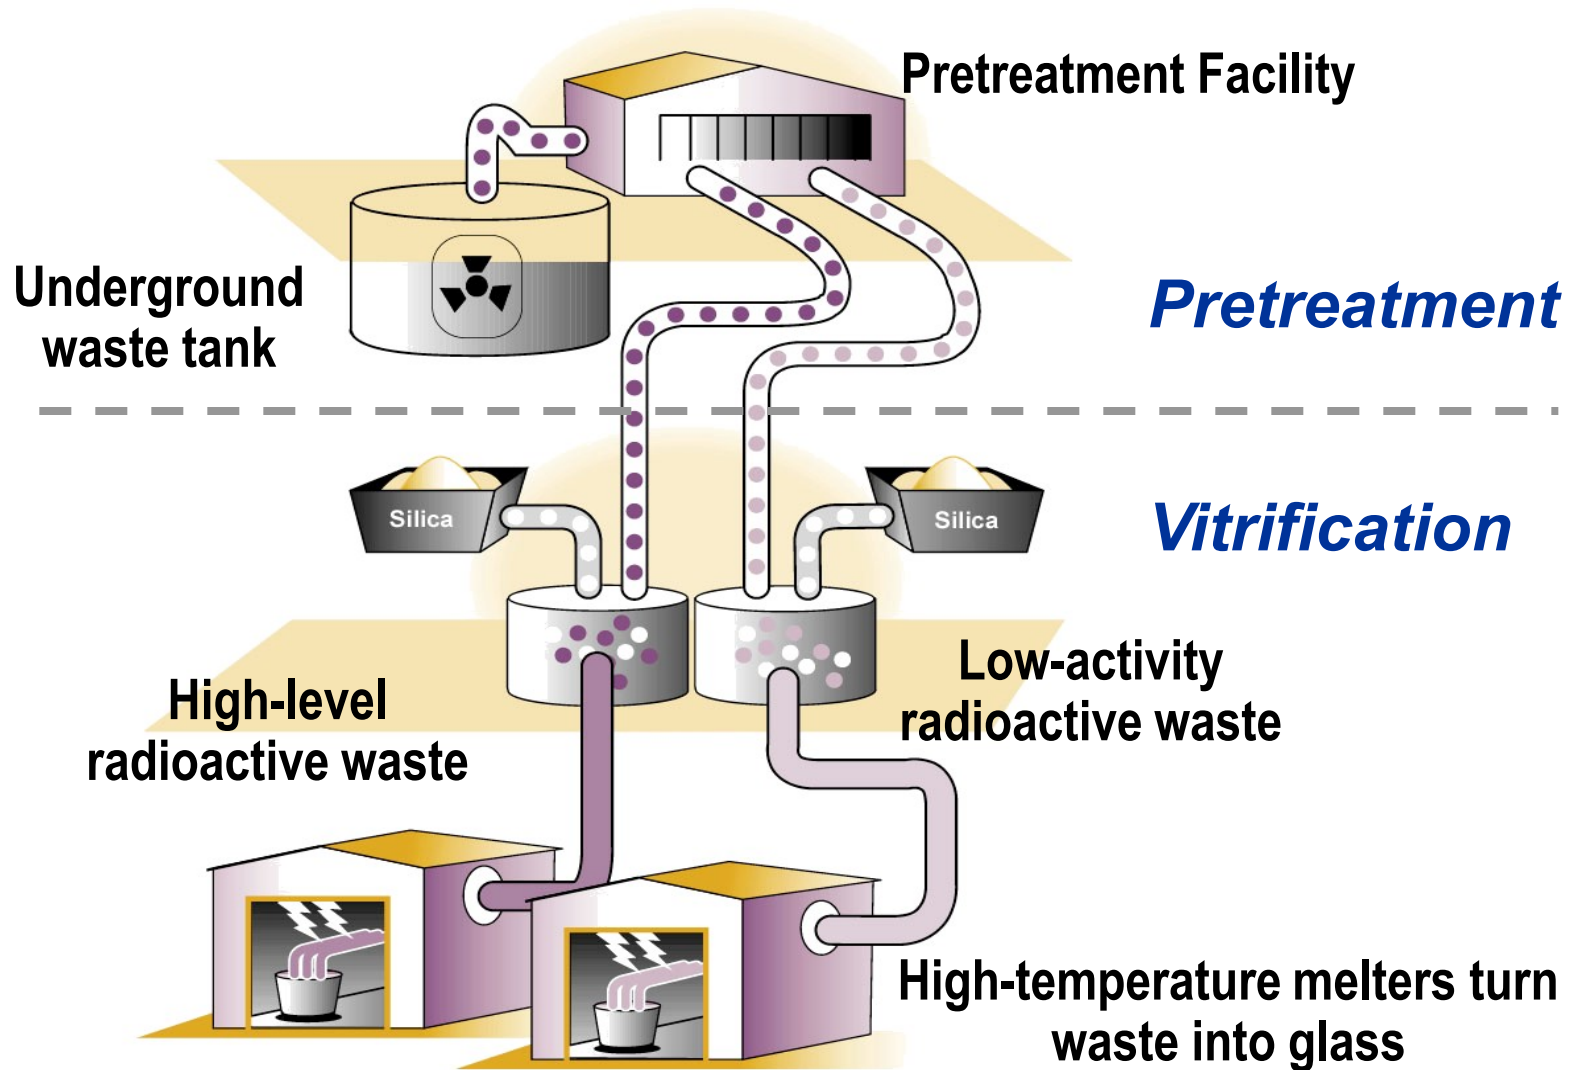 Pretreatment Facility
Underground
waste tank
Pretreatment
Silica
Silica
Vitrification
High-level
radioactive waste
Low-activity
radioactive waste
High-temperature melters turn
waste into glass